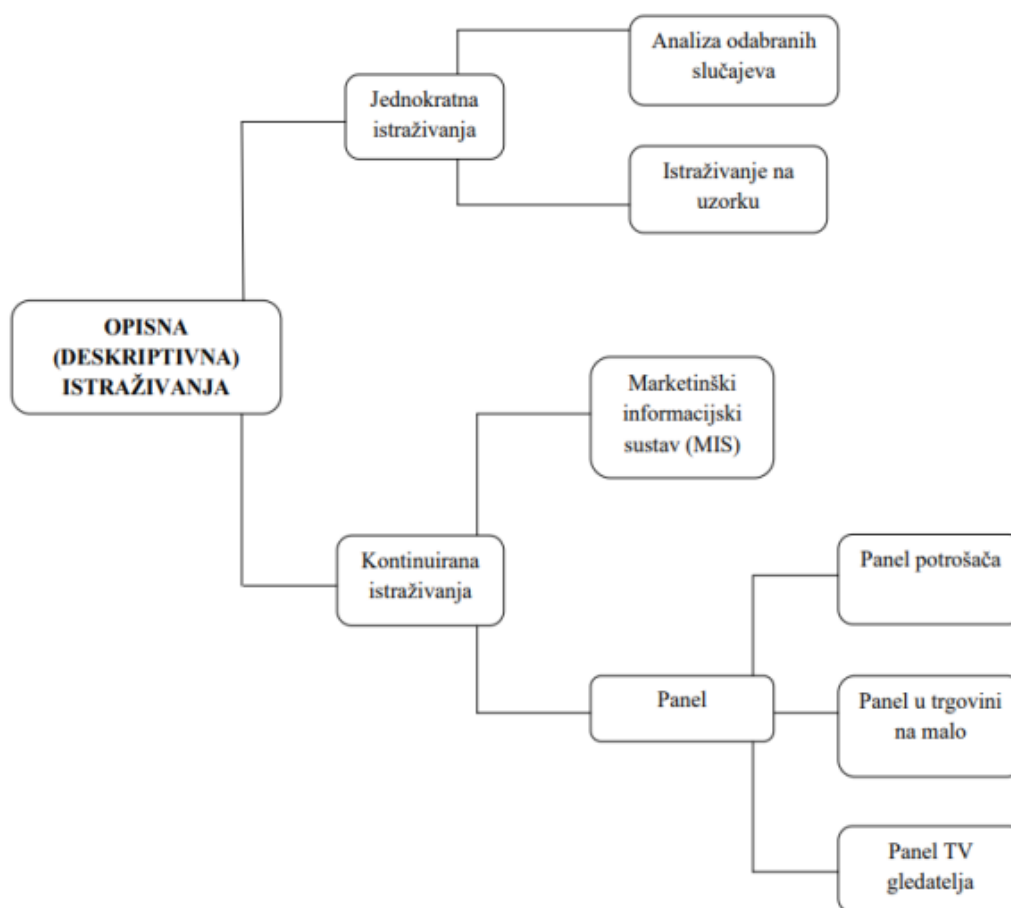 Analiza odabranih
slučajeva
Jednokratna
istraživanja
Istraživanje na
uzorku
OPISNA
(DESKRIPTIVNA)
ISTRAŽIVANJA
Marketinški
informacijski
sustav (MIS)
Kontinuirana
istraživanja
Panel potrošača
Panel
Panel u trgovini
na malo
Panel TV
gledatelja